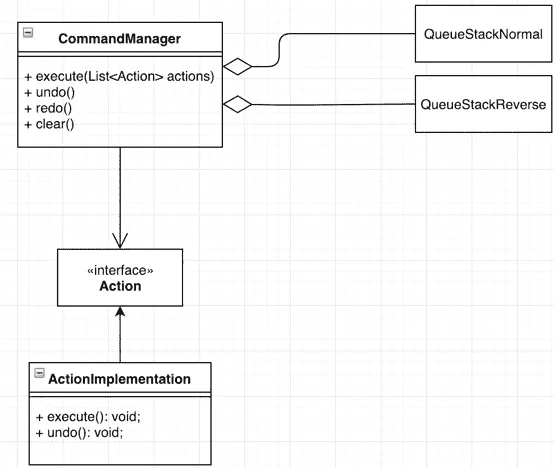 CommandManager
+ execute(List<Action> actions)
+ undo()
+ redo()
+ clear()
QueueStackNormal
QueueStackReverse
«interface»
Action
ActionImplementation
+ execute(): void;
+ undo(): void;